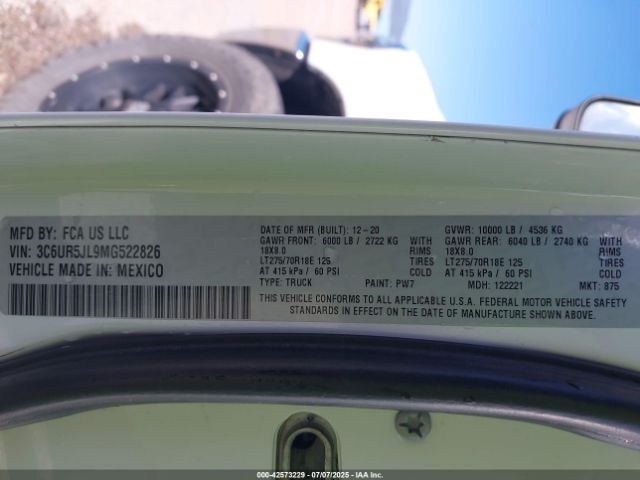 MFD BY: FCA US LLC
VIN: 3C6UR5JL9MG522826
VEHICLE MADE IN: MEXICO
DATE OF MFR (BUILT): 12-20
GAWR FRONT: 6000 LB / 2722 KG WITH
18X8.0 RIMS
LT275/70R18E 125 TIRES
AT 415 kPa / 60 PSI COLD
TYPE: TRUCK PAINT: PW7
GVWR: 10000 LB / 4536 KG
GAWR REAR: 6040 LB / 2740 KG WITH
18X8.0 RIMS
LT275/70R18E 125 TIRES
AT 415 kPa / 60 PSI COLD
MDH: 122221 MKT: 875
THIS VEHICLE CONFORMS TO ALL APPLICABLE U.S.A. FEDERAL MOTOR VEHICLE SAFETY
STANDARDS IN EFFECT ON THE DATE OF MANUFACTURE SHOWN ABOVE.
000-42573229 - 07/07/2025 - IAA Inc.